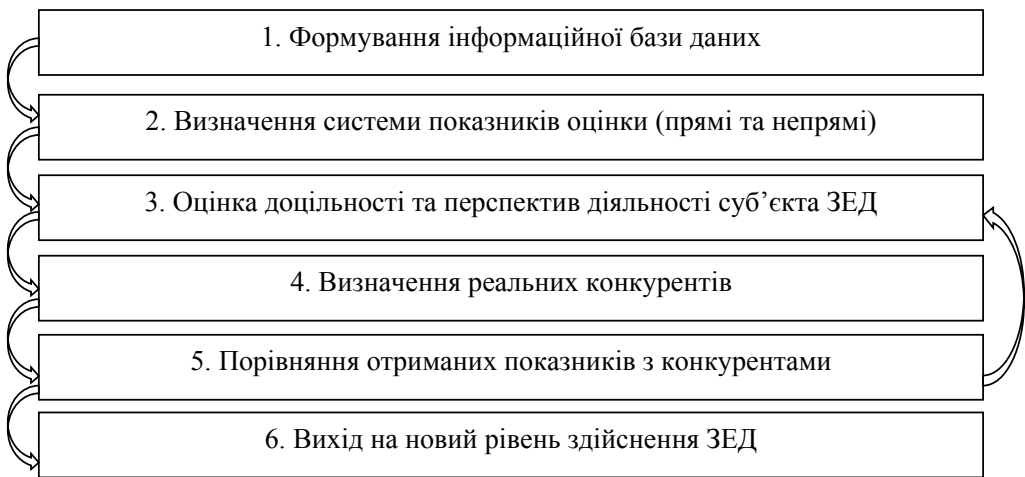 1. Формування інформаційної бази даних
2. Визначення системи показників оцінки (прямі та непрямі)
3. Оцінка доцільності та перспектив діяльності суб’єкта ЗЕД
4. Визначення реальних конкурентів
5. Порівняння отриманих показників з конкурентами
6. Вихід на новий рівень здійснення ЗЕД